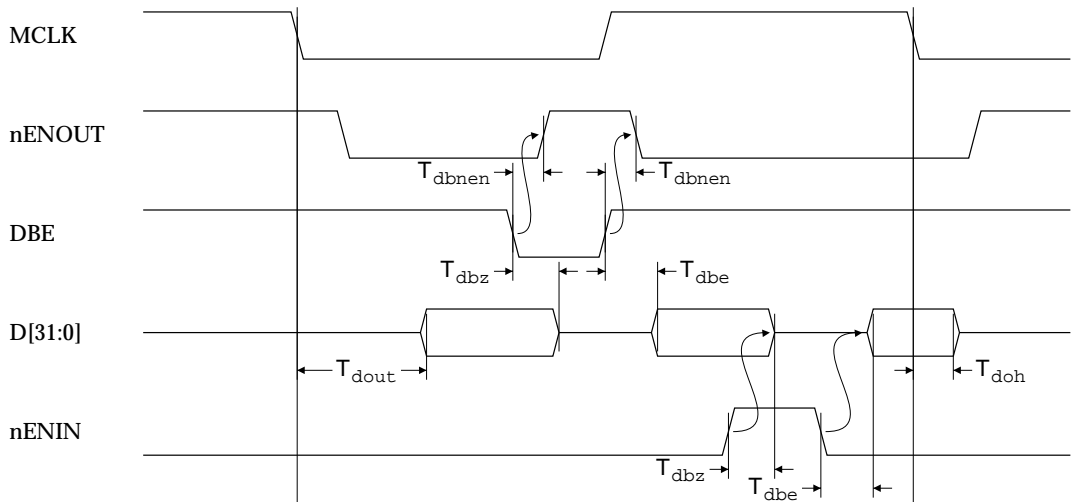 MCLK
nENOUT
Tdbnen Tdbnen
DBE
Tdbz Tdbe
D[31:0]
Tdout Tdoh
nENIN
Tdbz
Tdbe